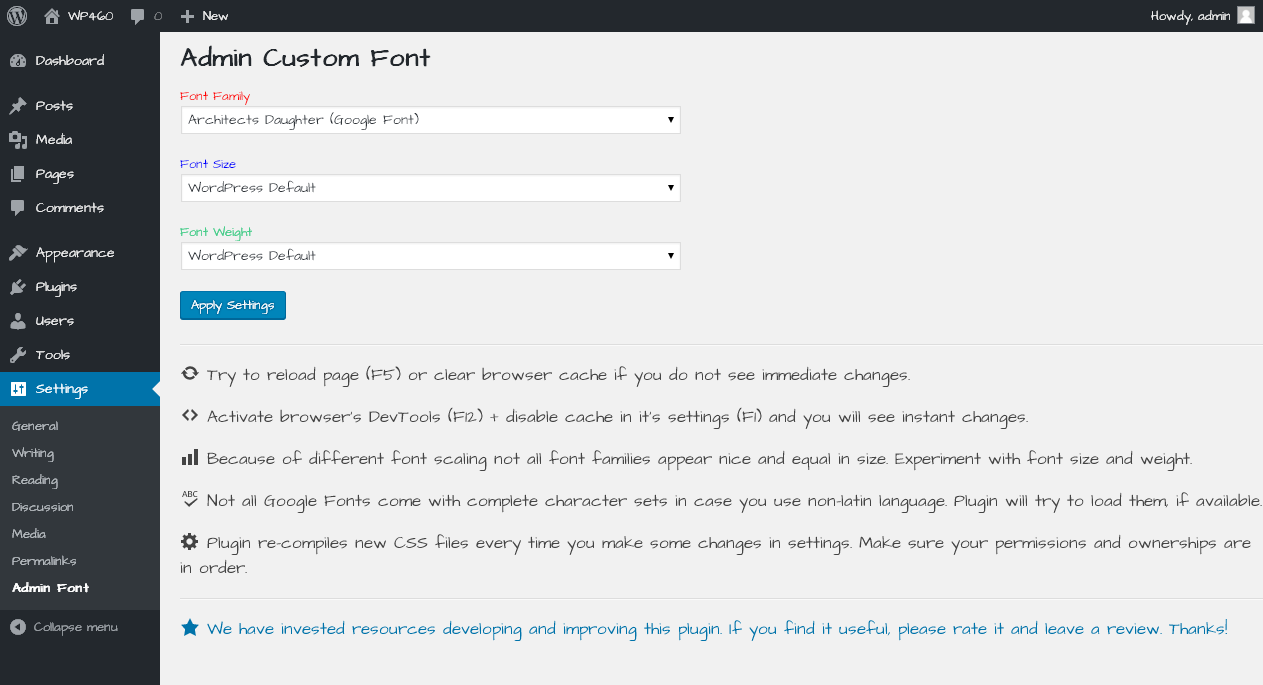 WP460 0 New Howdy, admin
Dashboard
Posts
Media
Pages
Comments
Appearance
Plugins
Users
Tools
Settings
General
Writing
Reading
Discussion
Media
Permalinks
Admin Font
Collapse menu
Admin Custom Font
Font Family
Architects Daughter (Google Font)
Font Size
WordPress Default
Font Weight
WordPress Default
Apply Settings
Try to reload page (F5) or clear browser cache if you do not see immediate changes.
Activate browser's DevTools (F12) + disable cache in it's settings (F1) and you will see instant changes.
Because of different font scaling not all font families appear nice and equal in size. Experiment with font size and weight.
ABC Not all Google Fonts come with complete character sets in case you use non-latin language. Plugin will try to load them, if available.
Plugin re-compiles new CSS files every time you make some changes in settings. Make sure your permissions and ownerships are
in order.
We have invested resources developing and improving this plugin. If you find it useful, please rate it and leave a review. Thanks!